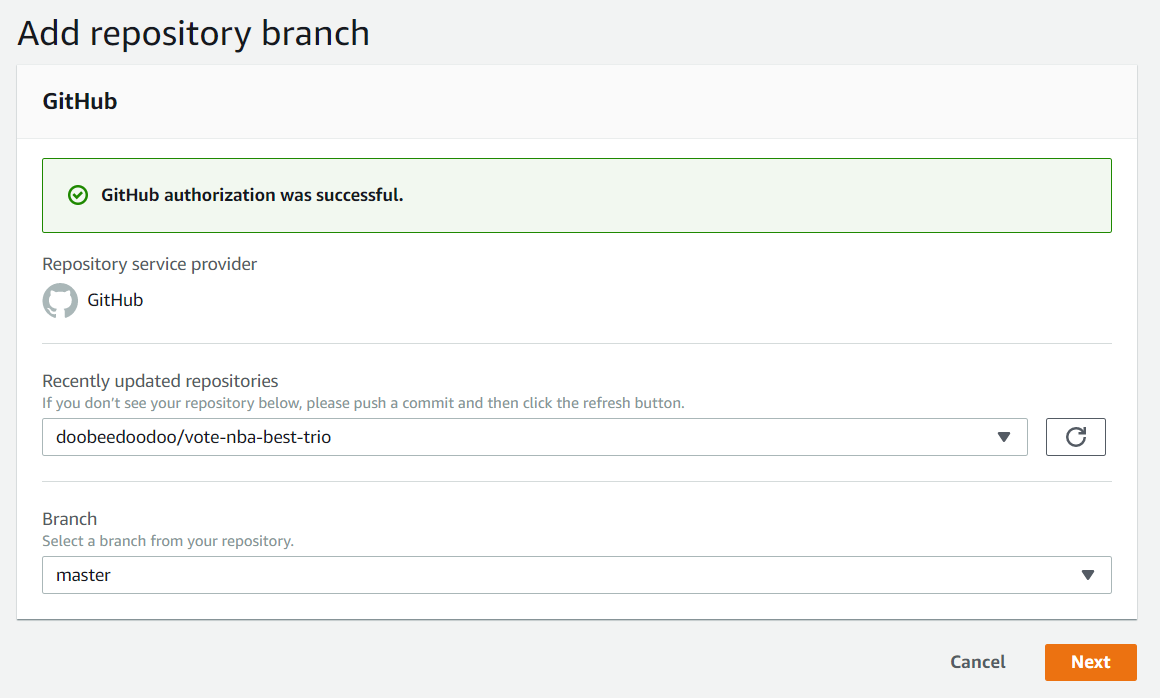 Add repository branch
GitHub
GitHub authorization was successful.
Repository service provider
GitHub
Recently updated repositories
If you don't see your repository below, please push a commit and then click the refresh button.
doobeedoodoo/vote-nba-best-trio
Branch
Select a branch from your repository.
master
Cancel
Next